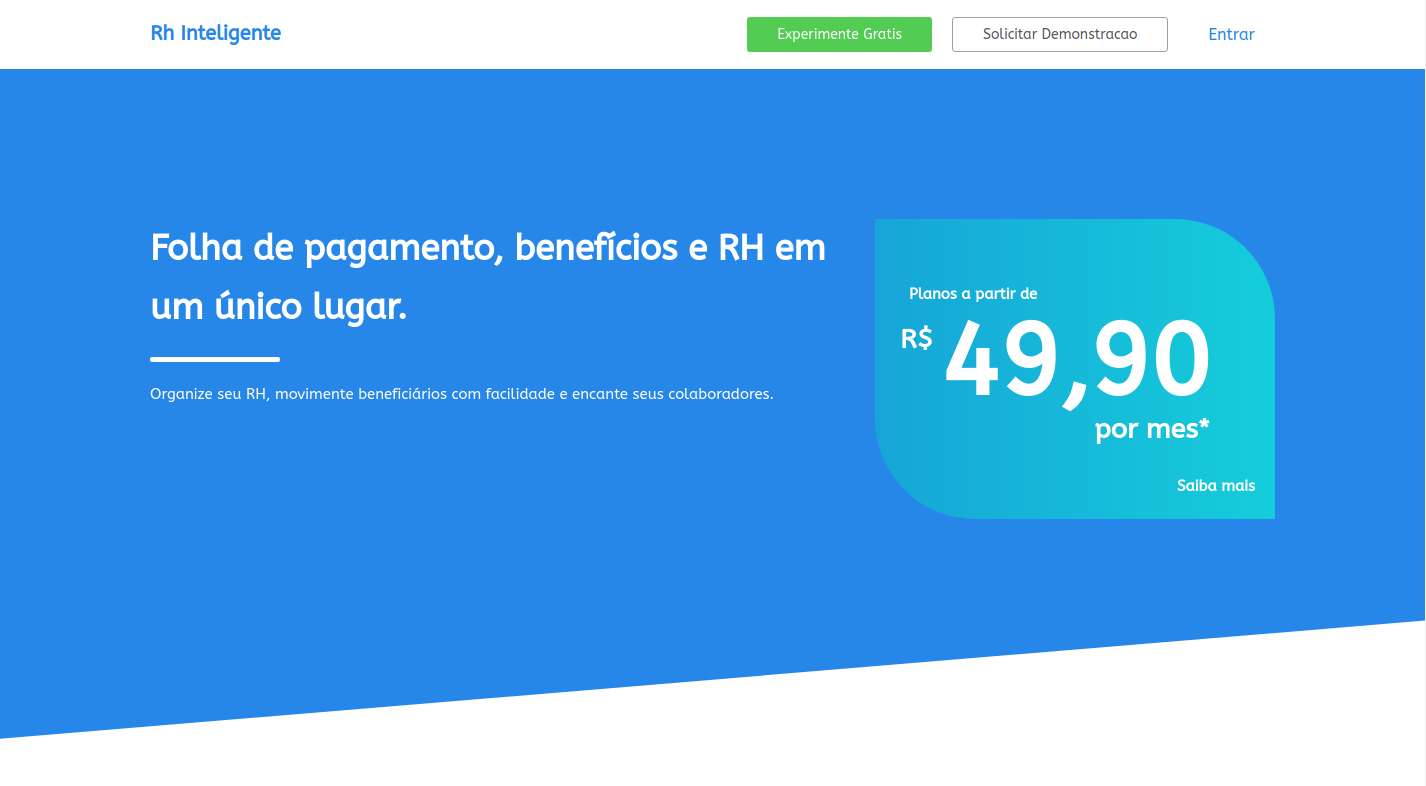 Rh Inteligente
Experimente Gratis
Solicitar Demonstracao
Entrar
Folha de pagamento, benefícios e RH em
um único lugar.
Organize seu RH, movimente beneficiários com facilidade e encante seus colaboradores.
Planos a partir de
R$ 49,90
por mes*
Saiba mais